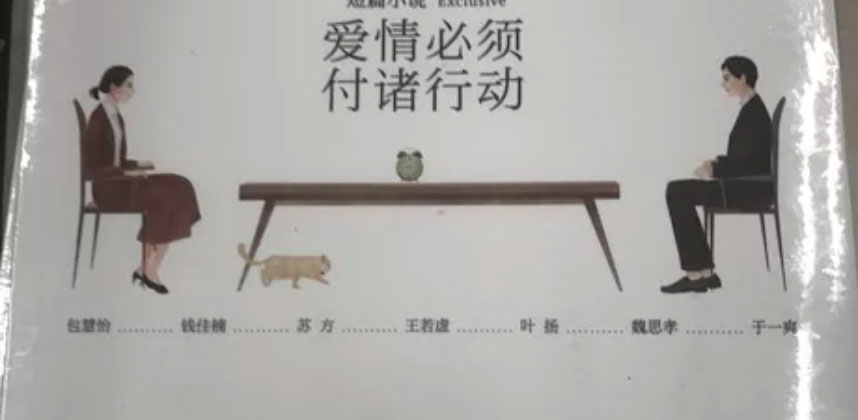 短篇小说 Exclusive
爱情必须
付诸行动
包慧怡 ……… 钱佳楠 ……… 苏 方 ……… 王若虚 ……… 叶 扬 ……… 魏思孝 ……… 于一爽